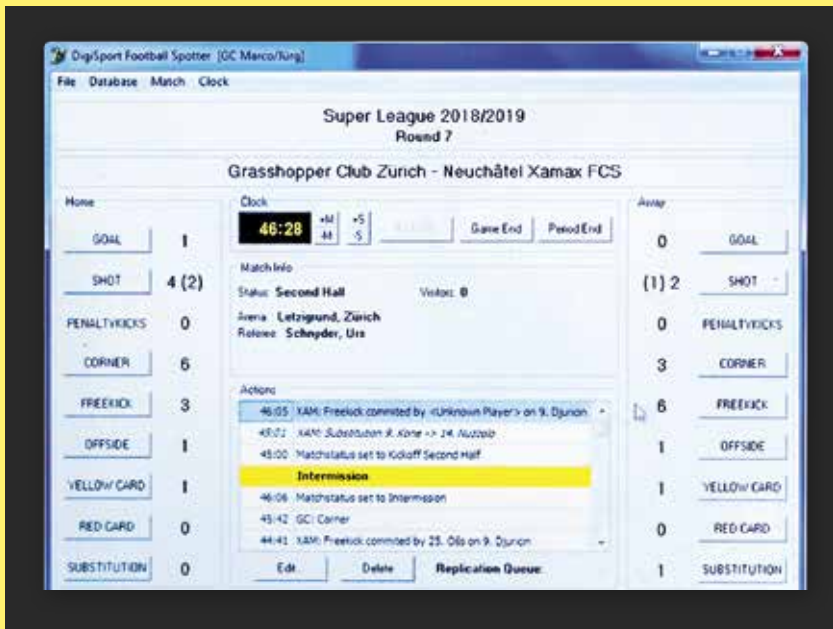 DigiSport Football Spotter [GC Marco/Jürg]
File Database Match Clock
Super League 2018/2019
Round 7
Grasshopper Club Zürich - Neuchâtel Xamax FCS
Home Clock Away
46:28 +M -M +S -S Game End Period End
GOAL 1 0 GOAL
Match Info
SHOT 4 (2) (1) 2 SHOT
Status: Second Half Visitors: 0
Arena: Letzigrund, Zürich
PENALTYKICKS 0 0 PENALTYKICKS
Referee: Schnyder, Urs
CORNER 6 3 CORNER
Actions
FREEKICK 3 6 FREEKICK
46:05 XAM: Freekick commited by <Unknown Player> on 9. Djuricin
45:01 XAM: Substitution 9. Kone -> 14. Nuzzolo
OFFSIDE 1 1 OFFSIDE
45:00 Matchstatus set to Kickoff Second Half
Intermission
YELLOW CARD 1 1 YELLOW CARD
46:06 Matchstatus set to Intermission
45:42 GC: Corner
RED CARD 0 0 RED CARD
44:41 XAM: Freekick commited by 25. on 9. Djuricin
SUBSTITUTION 0 Edit Delete Replication Queue: 1 SUBSTITUTION